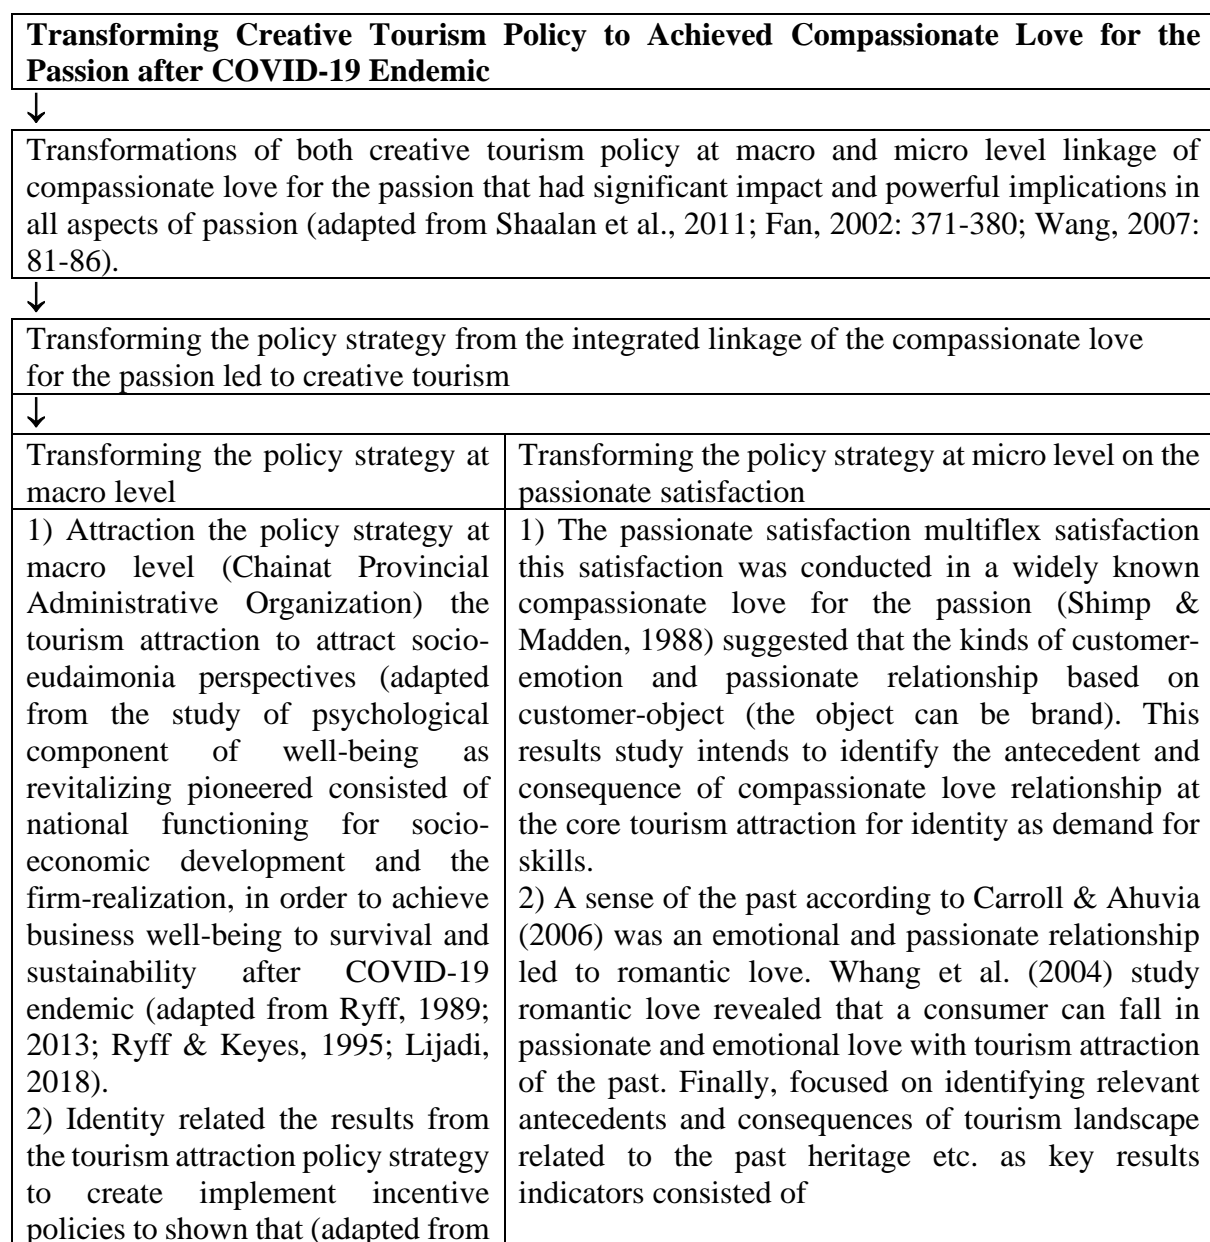 Transforming Creative Tourism Policy to Achieved Compassionate Love for the
Passion after COVID-19 Endemic
↓
Transformations of both creative tourism policy at macro and micro level linkage of
compassionate love for the passion that had significant impact and powerful implications in
all aspects of passion (adapted from Shaalan et al., 2011; Fan, 2002: 371-380; Wang, 2007:
81-86).
↓
Transforming the policy strategy from the integrated linkage of the compassionate love
for the passion led to creative tourism
↓
Transforming the policy strategy at
macro level
Transforming the policy strategy at micro level on the
passionate satisfaction
1) Attraction the policy strategy at
macro level (Chainat Provincial
Administrative Organization) the
tourism attraction to attract socio-
eudaimonia perspectives (adapted
from the study of psychological
component of well-being as
revitalizing pioneered consisted of
national functioning for socio-
economic development and the
firm-realization, in order to achieve
business well-being to survival and
sustainability after COVID-19
endemic (adapted from Ryff, 1989;
2013; Ryff & Keyes, 1995; Lijadi,
2018).
2) Identity related the results from
the tourism attraction policy strategy
to create implement incentive
policies to shown that (adapted from
1) The passionate satisfaction multiflex satisfaction
this satisfaction was conducted in a widely known
compassionate love for the passion (Shimp &
Madden, 1988) suggested that the kinds of customer-
emotion and passionate relationship based on
customer-object (the object can be brand). This
results study intends to identify the antecedent and
consequence of compassionate love relationship at
the core tourism attraction for identity as demand for
skills.
2) A sense of the past according to Carroll & Ahuvia
(2006) was an emotional and passionate relationship
led to romantic love. Whang et al. (2004) study
romantic love revealed that a consumer can fall in
passionate and emotional love with tourism attraction
of the past. Finally, focused on identifying relevant
antecedents and consequences of tourism landscape
related to the past heritage etc. as key results
indicators consisted of